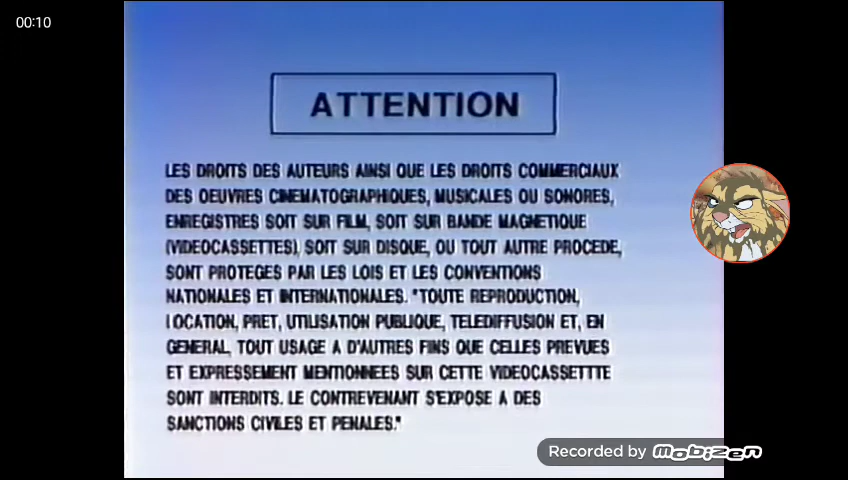 00:10
ATTENTION
LES DROITS DES AUTEURS AINSI QUE LES DROITS COMMERCIAUX
DES OEUVRES CINEMATOGRAPHIQUES, MUSICALES OU SONORES,
ENREGISTRES SOIT SUR FILM, SOIT SUR BANDE MAGNETIQUE
(VIDEOCASSETTES), SOIT SUR DISQUE, OU TOUT AUTRE PROCEDE,
SONT PROTEGES PAR LES LOIS ET LES CONVENTIONS
NATIONALES ET INTERNATIONALES. "TOUTE REPRODUCTION,
LOCATION, PRET, UTILISATION PUBLIQUE, TELEDIFFUSION ET, EN
GENERAL, TOUT USAGE A D'AUTRES FINS QUE CELLES PREVUES
ET EXPRESSEMENT MENTIONNEES SUR CETTE VIDEOCASSETTTE
SONT INTERDITS. LE CONTREVENANT S'EXPOSE A DES
SANCTIONS CIVILES ET PENALES."
Recorded by Mobizen